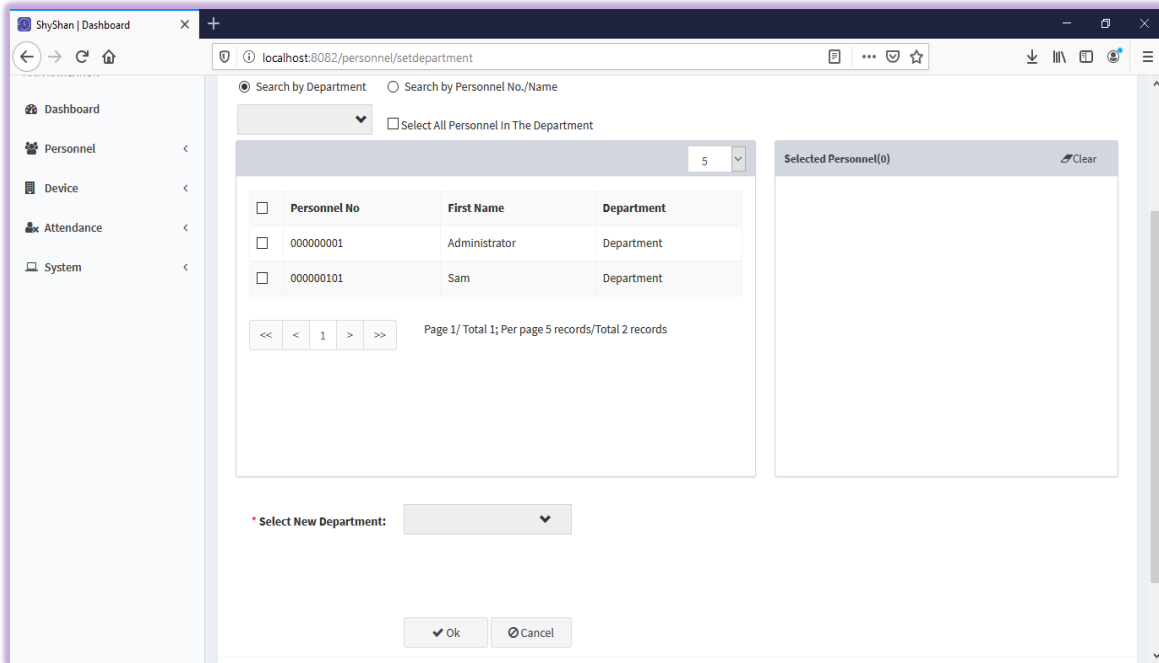 ShyShan | Dashboard
localhost:8082/personnel/setdepartment
Dashboard
Personnel
Device
Attendance
System
Search by Department Search by Personnel No./Name
Select All Personnel In The Department
5
Selected Personnel(0) Clear
Personnel No First Name Department
000000001 Administrator Department
000000101 Sam Department
<< < 1 > >> Page 1/ Total 1; Per page 5 records/Total 2 records
* Select New Department:
Ok Cancel